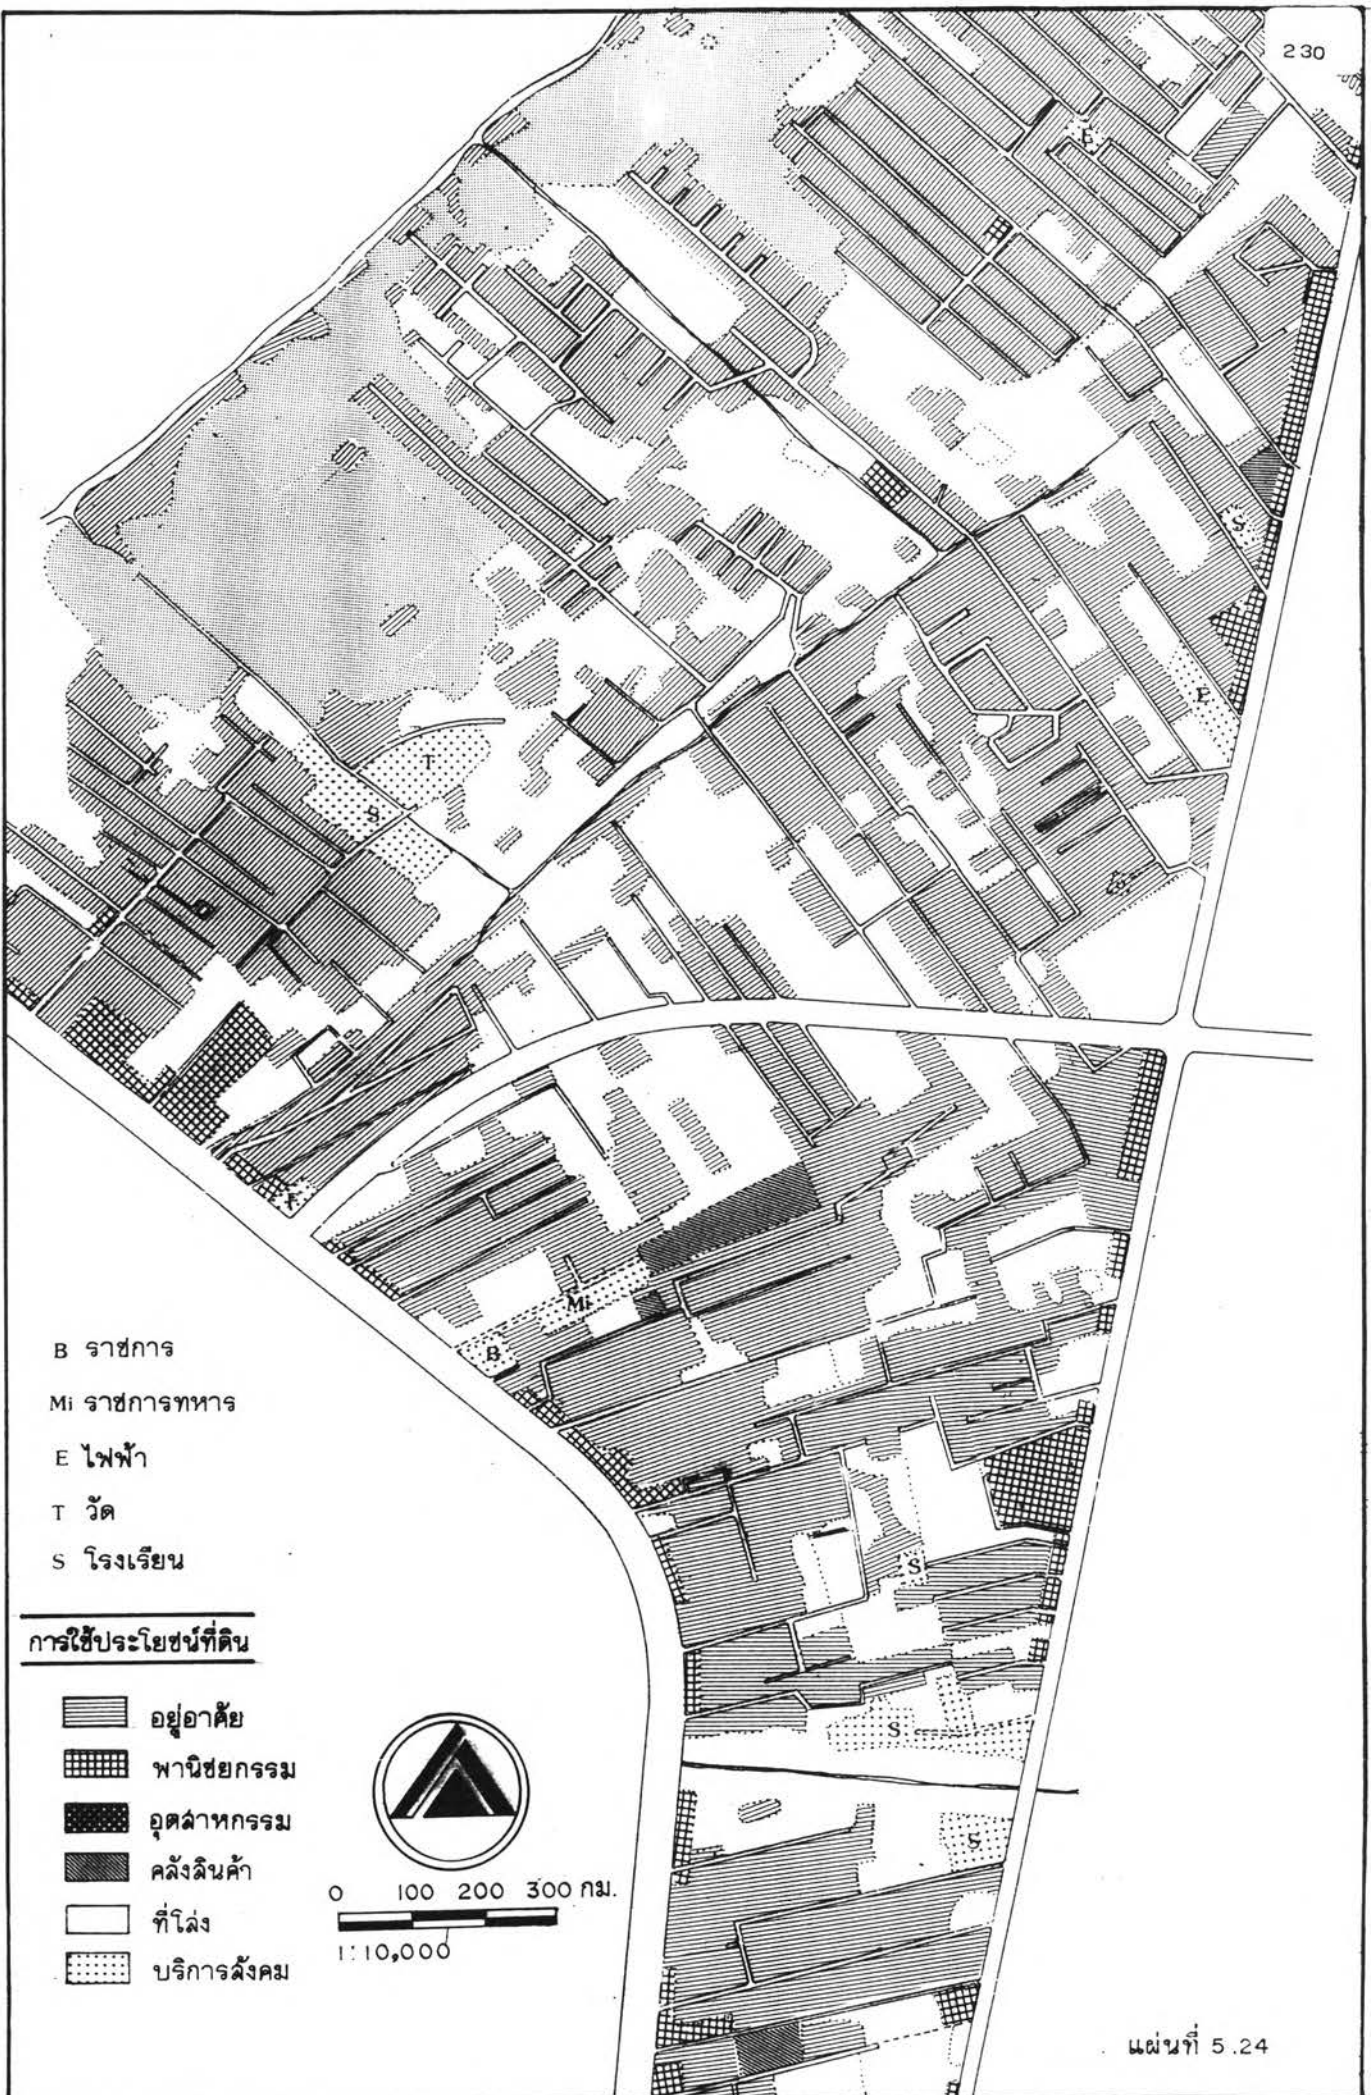 230
E
S
E
T
S
Mi
B
S
S
S
B ราชการ
Mi ราชการทหาร
E ไฟฟ้า
T วัด
S โรงเรียน
การใช้ประโยชน์ที่ดิน
อยู่อาศัย
พานิชยกรรม
อุตสาหกรรม
คลังสินค้า
ที่โล่ง
บริการสังคม
0 100 200 300 กม.
1:10,000
แผ่นที่ 5.24